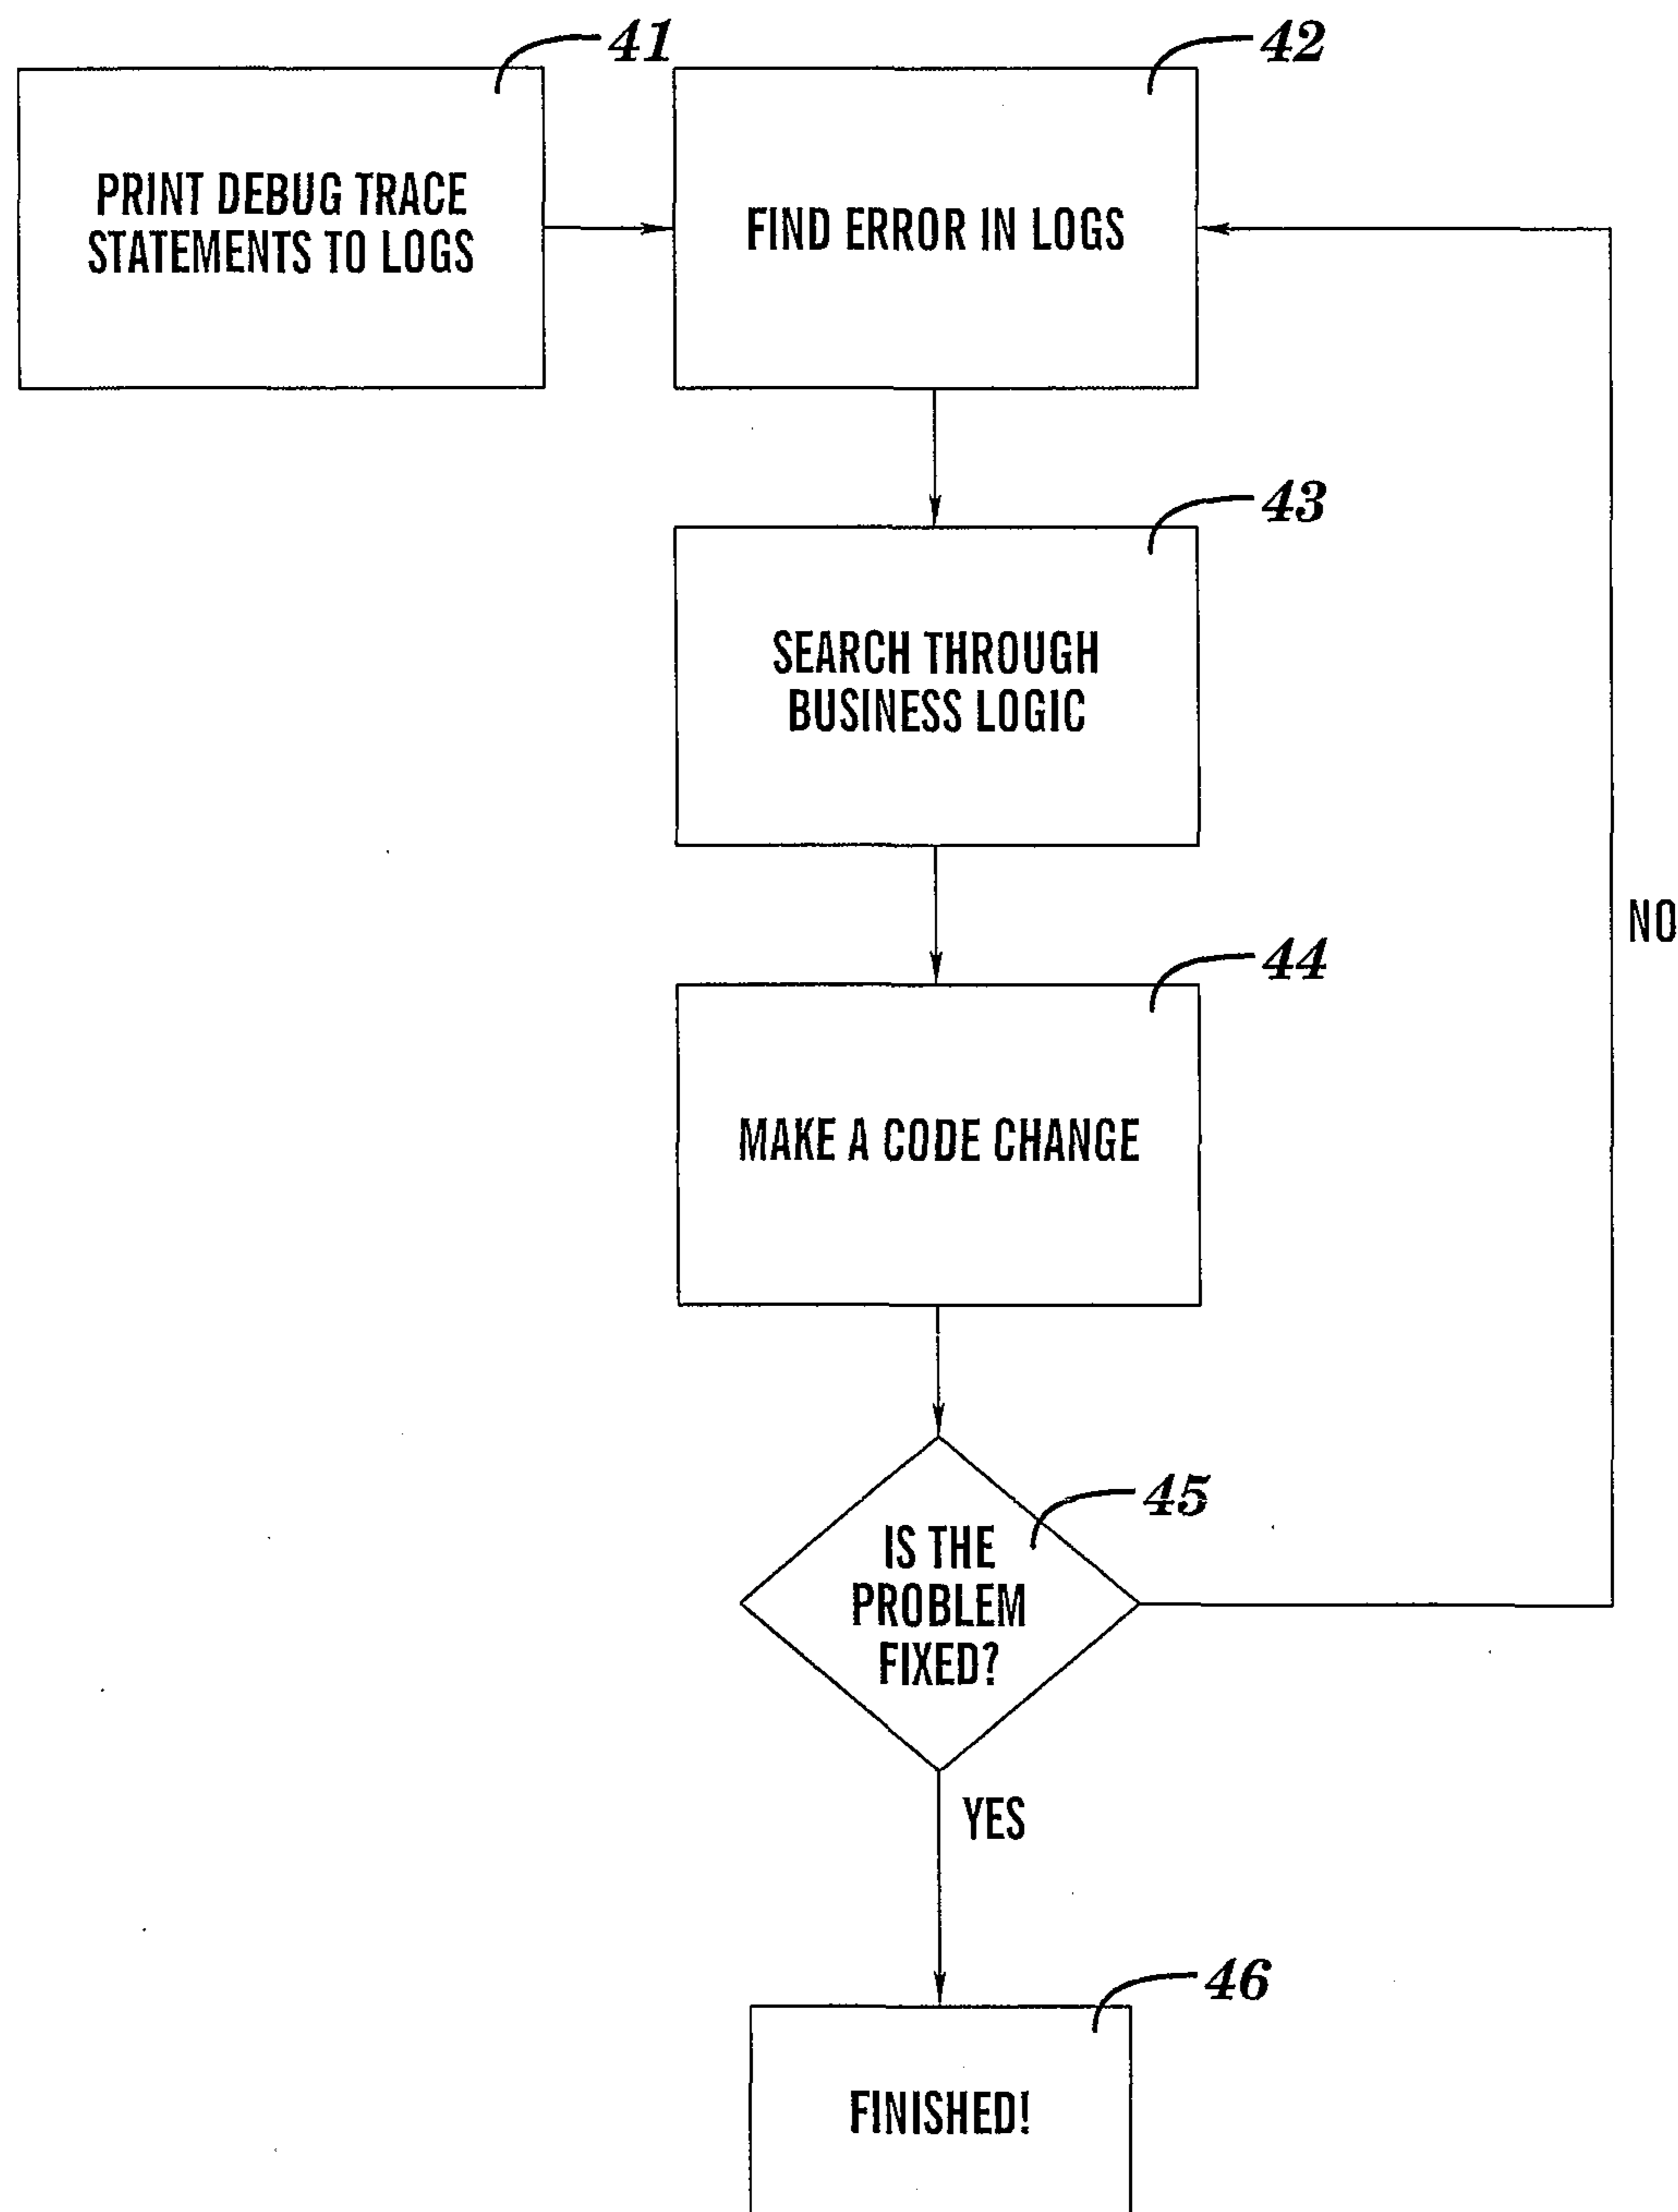 41
PRINT DEBUG TRACE
STATEMENTS TO LOGS
42
FIND ERROR IN LOGS
43
SEARCH THROUGH
BUSINESS LOGIC
NO
44
MAKE A CODE CHANGE
45
IS THE
PROBLEM
FIXED?
YES
46
FINISHED!